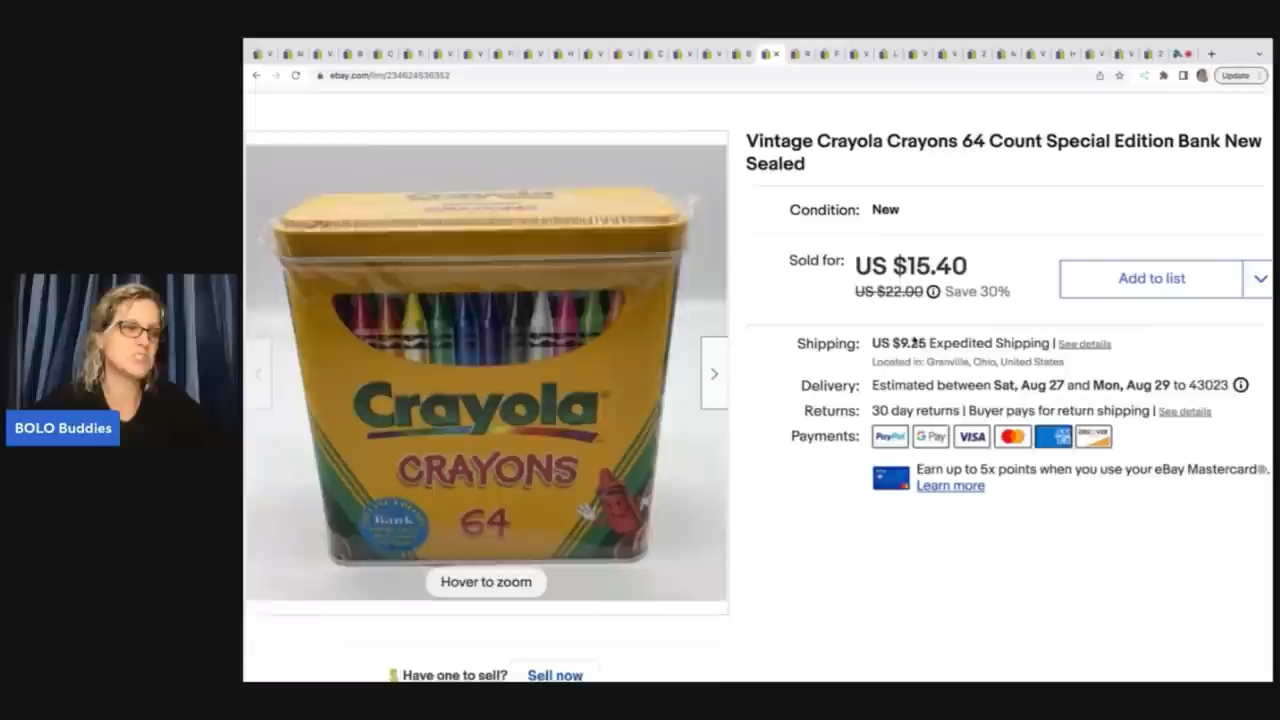 ebay.com/itm/234624536352
Update
Vintage Crayola Crayons 64 Count Special Edition Bank New
Sealed
Condition: New
Sold for: US $15.40
US $22.00 Save 30%
Add to list
Shipping: US $9.25 Expedited Shipping | See details
Located in: Granville, Ohio, United States
Delivery: Estimated between Sat, Aug 27 and Mon, Aug 29 to 43023
Returns: 30 day returns | Buyer pays for return shipping | See details
Payments: PayPal G Pay VISA DISCOVER
Earn up to 5x points when you use your eBay Mastercard®.
Learn more
Crayola
CRAYONS
64
Bank
Hover to zoom
Have one to sell? Sell now
BOLO Buddies